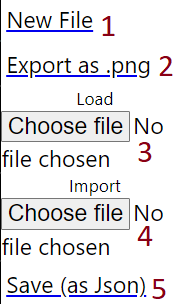 New File 1
Export as .png 2
Load
Choose file No
file chosen 3
Import
Choose file No
file chosen 4
Save (as Json) 5